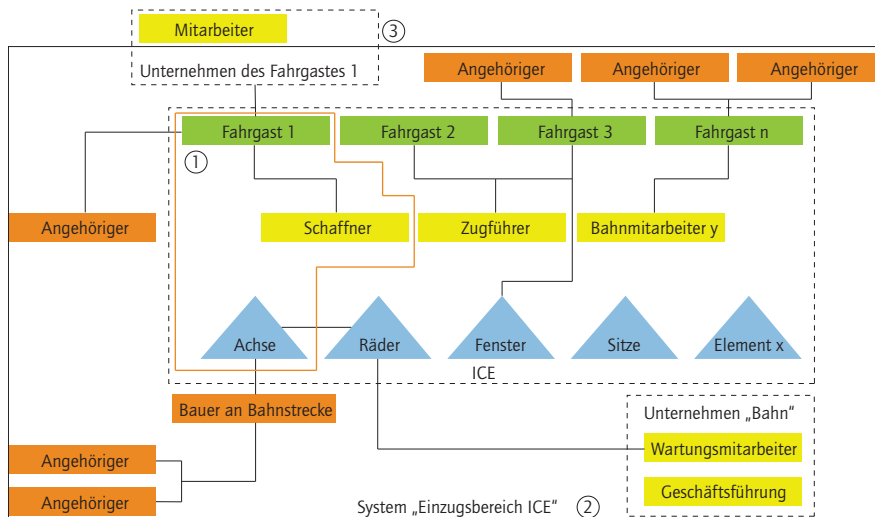 Mitarbeiter
③
Unternehmen des Fahrgastes 1
Angehöriger
Angehöriger
Angehöriger
Fahrgast 1
Fahrgast 2
Fahrgast 3
Fahrgast n
①
Angehöriger
Schaffner
Zugführer
Bahnmitarbeiter y
Achse
Räder
Fenster
Sitze
Element x
ICE
Bauer an Bahnstrecke
Unternehmen „Bahn“
Wartungsmitarbeiter
Angehöriger
Geschäftsführung
Angehöriger
System „Einzugsbereich ICE“ ②